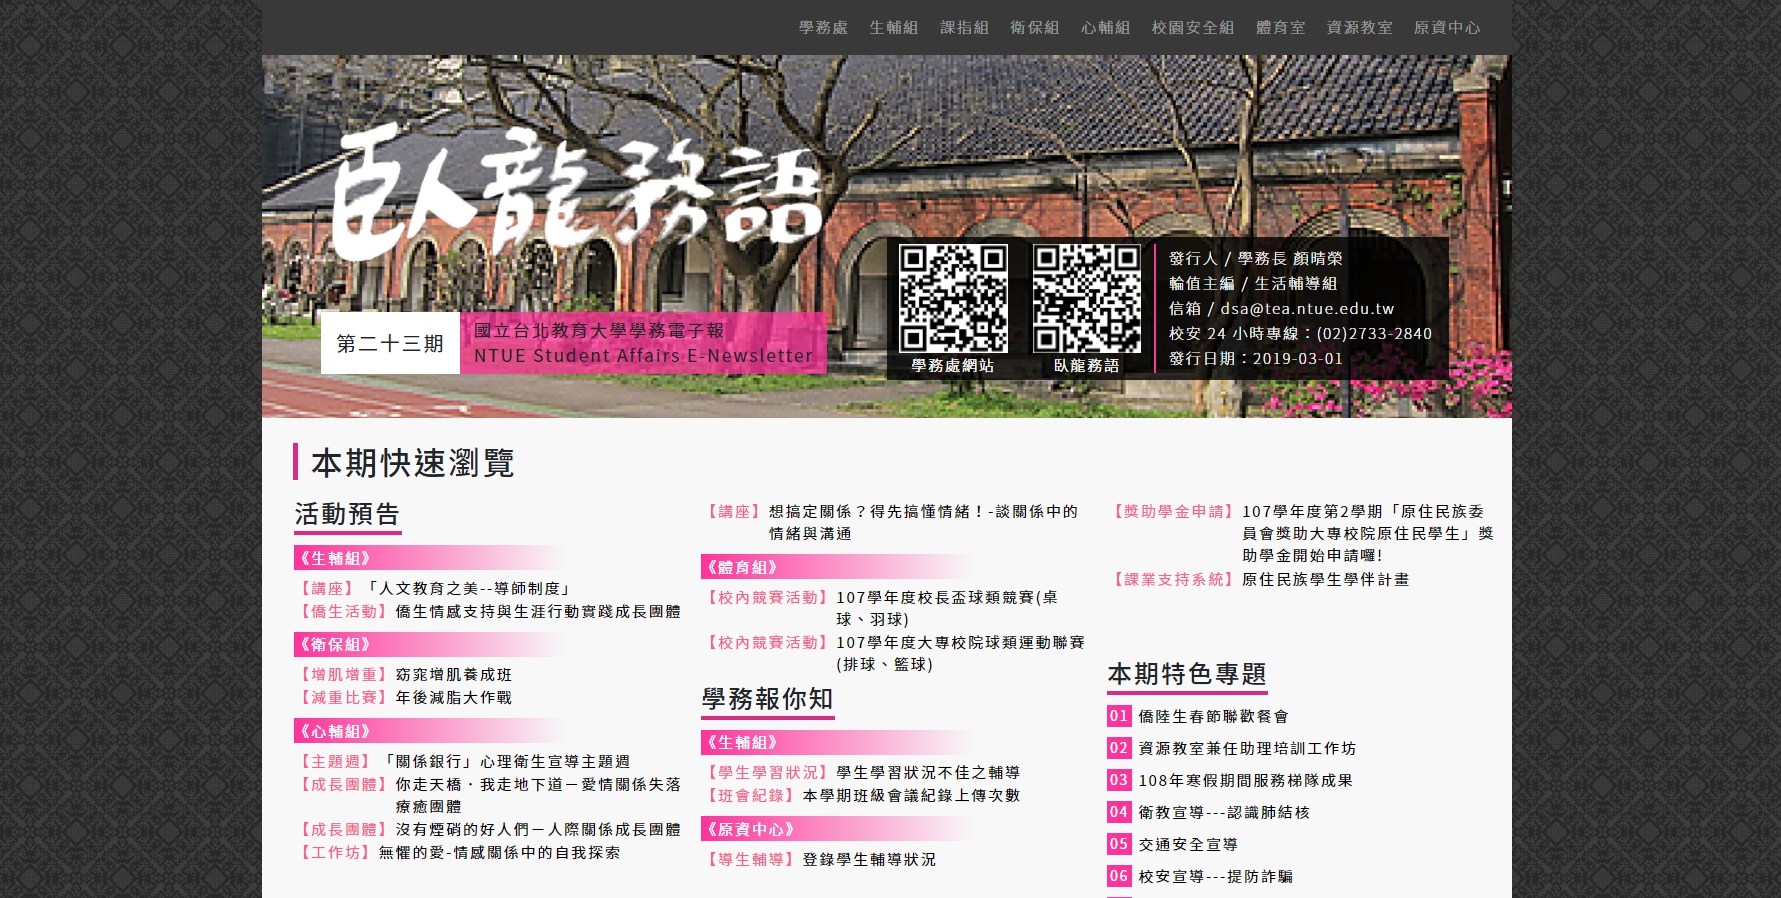 學務處 生輔組 課指組 衛保組 心輔組 校園安全組 體育室 資源教室 原資中心
臥龍務語
第二十三期
國立台北教育大學學務電子報
NTUE Student Affairs E-Newsletter
學務處網站
臥龍務語
發行人 / 學務長 顏晴榮
輪值主編 / 生活輔導組
信箱 / dsa@tea.ntue.edu.tw
校安 24 小時專線：(02)2733-2840
發行日期：2019-03-01
本期快速瀏覽
活動預告
《生輔組》
【講座】「人文教育之美--導師制度」
【僑生活動】僑生情感支持與生涯行動實踐成長團體
《衛保組》
【增肌增重】窈窕增肌養成班
【減重比賽】年後減脂大作戰
《心輔組》
【主題週】「關係銀行」心理衛生宣導主題週
【成長團體】你走天橋．我走地下道－愛情關係失落
療癒團體
【成長團體】沒有煙硝的好人們－人際關係成長團體
【工作坊】無懼的愛-情感關係中的自我探索
【講座】想搞定關係？得先搞懂情緒！-談關係中的
情緒與溝通
《體育組》
【校內競賽活動】107學年度校長盃球類競賽(桌
球、羽球)
【校內競賽活動】107學年度大專校院球類運動聯賽
(排球、籃球)
學務報你知
《生輔組》
【學生學習狀況】學生學習狀況不佳之輔導
【班會紀錄】本學期班級會議紀錄上傳次數
《原資中心》
【導生輔導】登錄學生輔導狀況
【獎助學金申請】107學年度第2學期「原住民族委
員會獎助大專校院原住民學生」獎
助學金開始申請囉!
【課業支持系統】原住民族學生學伴計畫
本期特色專題
01 僑陸生春節聯歡餐會
02 資源教室兼任助理培訓工作坊
03 108年寒假期間服務梯隊成果
04 衛教宣導---認識肺結核
05 交通安全宣導
06 校安宣導---提防詐騙